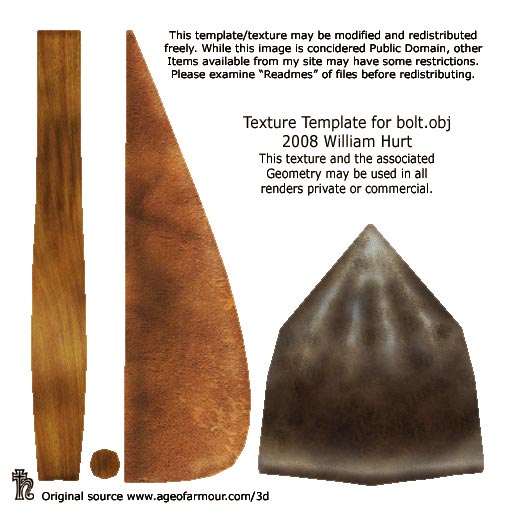 This template/texture may be modified and redistributed
freely. While this image is concidered Public Domain, other
Items available from my site may have some restrictions.
Please examine “Readmes” of files before redistributing.
Texture Template for bolt.obj
2008 William Hurt
This texture and the associated
Geometry may be used in all
renders private or commercial.
Original source www.ageofarmour.com/3d